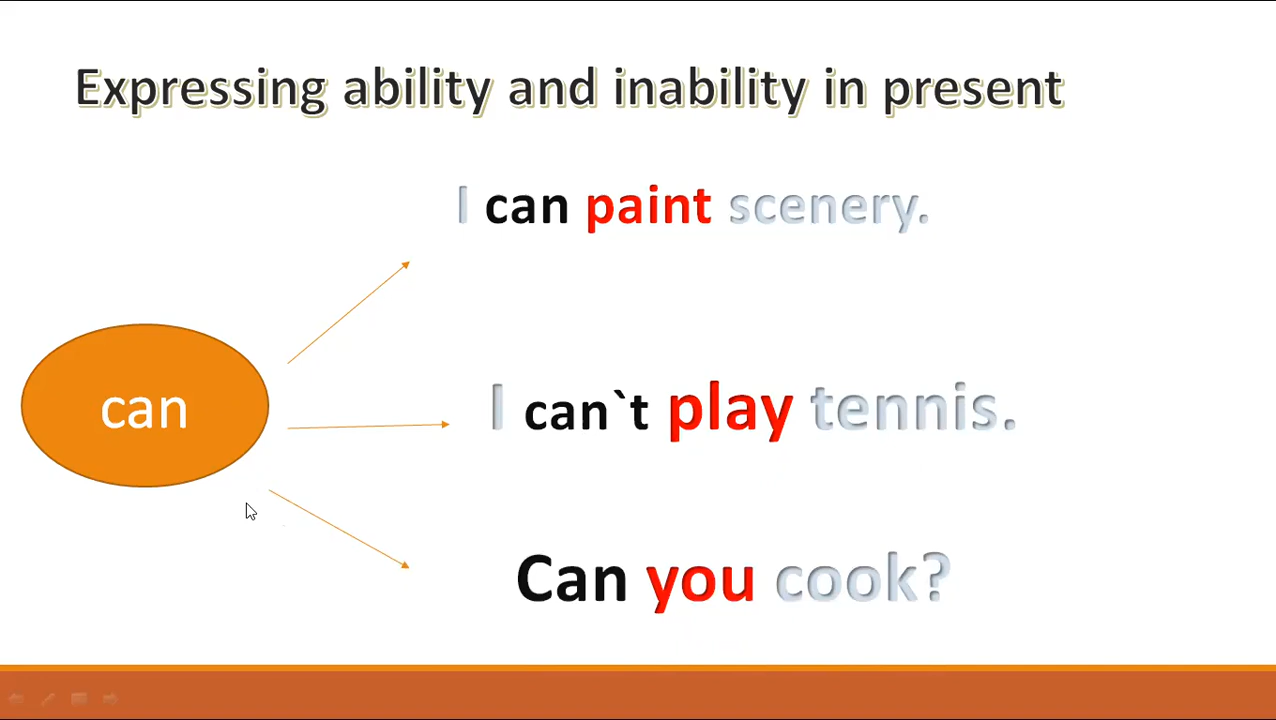 Expressing ability and inability in present
I can paint scenery.
can
I can`t play tennis.
Can you cook?